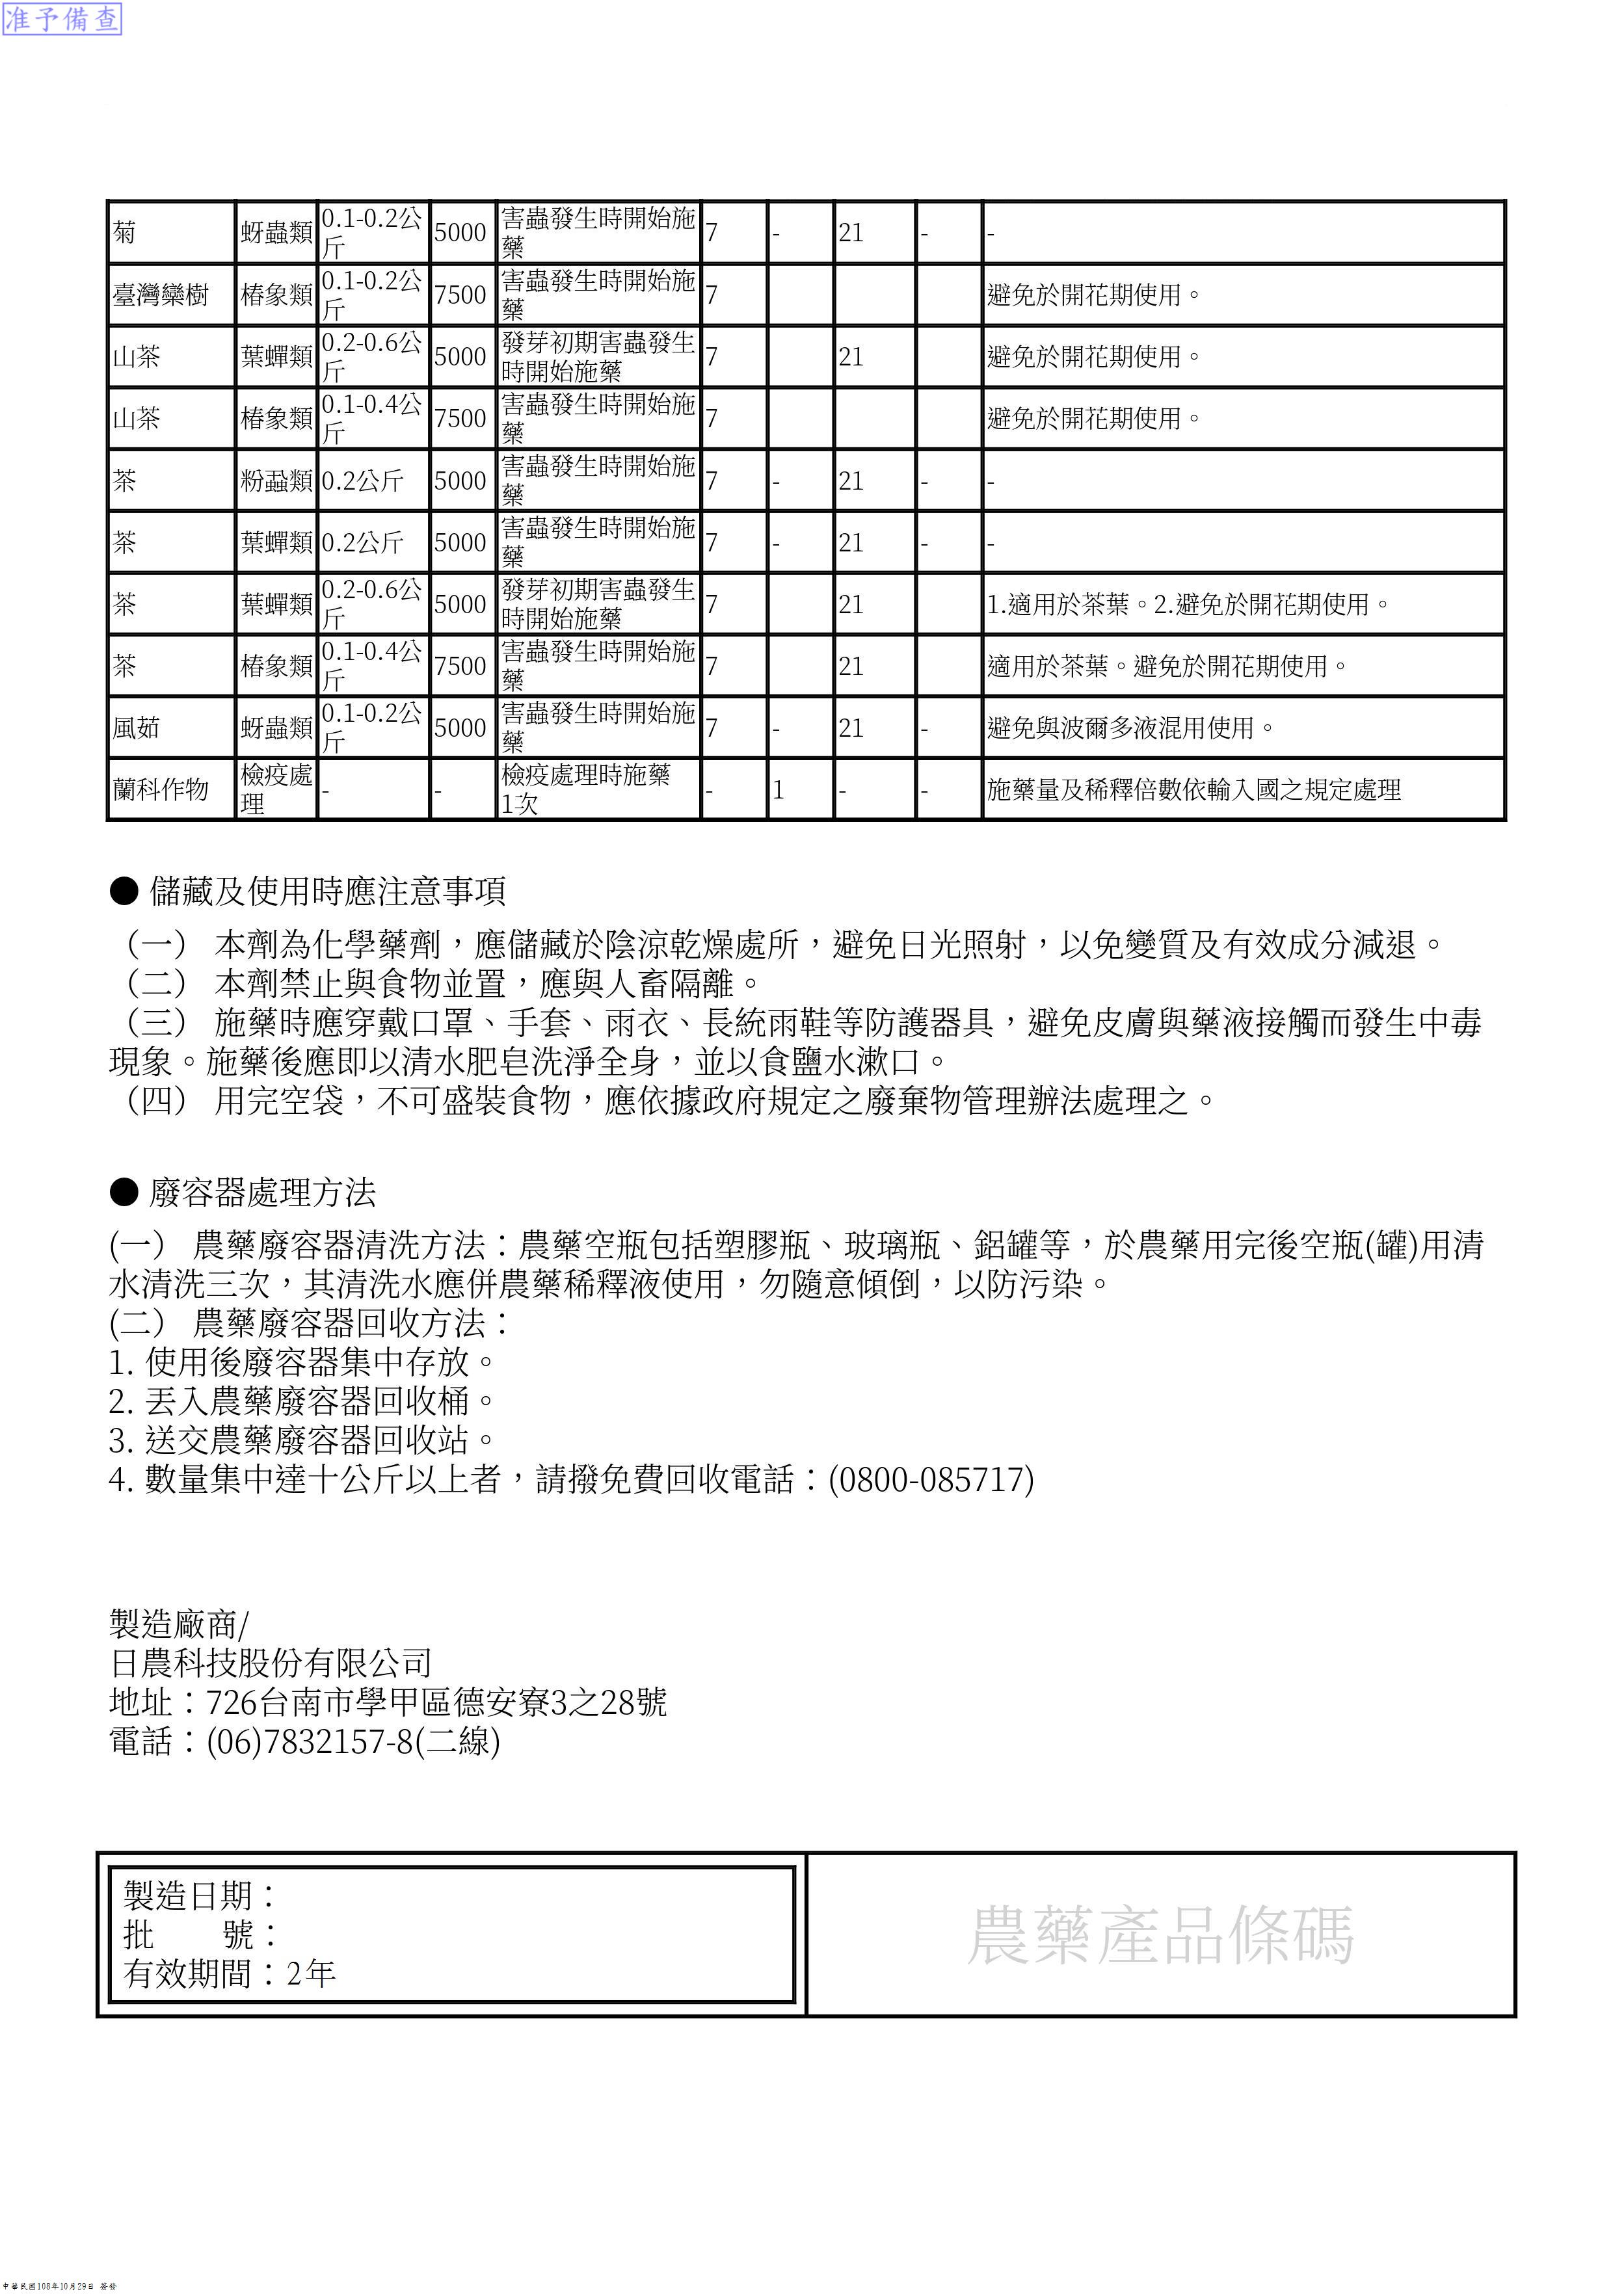 准予備查
菊 蚜蟲類 0.1-0.2公斤 5000 害蟲發生時開始施藥 7 - 21 - -
臺灣欒樹 椿象類 0.1-0.2公斤 7500 害蟲發生時開始施藥 7 避免於開花期使用。
山茶 葉蟬類 0.2-0.6公斤 5000 發芽初期害蟲發生時開始施藥 7 21 避免於開花期使用。
山茶 椿象類 0.1-0.4公斤 7500 害蟲發生時開始施藥 7 避免於開花期使用。
茶 粉蝨類 0.2公斤 5000 害蟲發生時開始施藥 7 - 21 - -
茶 葉蟬類 0.2公斤 5000 害蟲發生時開始施藥 7 - 21 - -
茶 葉蟬類 0.2-0.6公斤 5000 發芽初期害蟲發生時開始施藥 7 21 1.適用於茶葉。2.避免於開花期使用。
茶 椿象類 0.1-0.4公斤 7500 害蟲發生時開始施藥 7 21 適用於茶葉。避免於開花期使用。
風茹 蚜蟲類 0.1-0.2公斤 5000 害蟲發生時開始施藥 7 - 21 - 避免與波爾多液混用使用。
蘭科作物 檢疫處理 - - 檢疫處理時施藥1次 - 1 - - 施藥量及稀釋倍數依輸入國之規定處理
● 儲藏及使用時應注意事項
（一） 本劑為化學藥劑，應儲藏於陰涼乾燥處所，避免日光照射，以免變質及有效成分減退。
（二） 本劑禁止與食物並置，應與人畜隔離。
（三） 施藥時應穿戴口罩、手套、雨衣、長統雨鞋等防護器具，避免皮膚與藥液接觸而發生中毒
現象。施藥後應即以清水肥皂洗淨全身，並以食鹽水漱口。
（四） 用完空袋，不可盛裝食物，應依據政府規定之廢棄物管理辦法處理之。
● 廢容器處理方法
(一） 農藥廢容器清洗方法：農藥空瓶包括塑膠瓶、玻璃瓶、鋁罐等，於農藥用完後空瓶(罐)用清
水清洗三次，其清洗水應併農藥稀釋液使用，勿隨意傾倒，以防污染。
(二） 農藥廢容器回收方法：
1. 使用後廢容器集中存放。
2. 丟入農藥廢容器回收桶。
3. 送交農藥廢容器回收站。
4. 數量集中達十公斤以上者，請撥免費回收電話：(0800-085717)
製造廠商/
日農科技股份有限公司
地址：726台南市學甲區德安寮3之28號
電話：(06)7832157-8(二線)
製造日期：
批　　號：
有效期間：2年
農藥產品條碼
中華民國108年10月29日 簽發